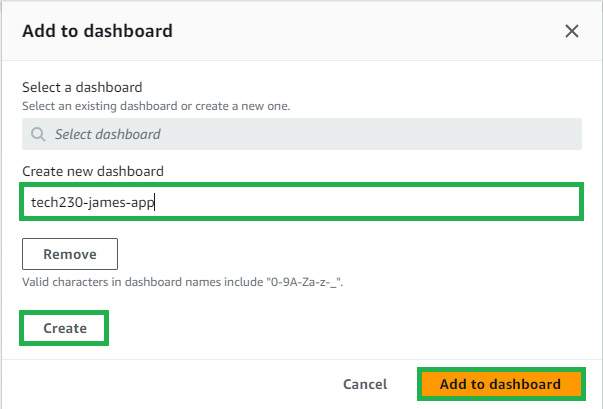 Add to dashboard
Select a dashboard
Select an existing dashboard or create a new one.
Select dashboard
Create new dashboard
tech230-james-app
Remove
Valid characters in dashboard names include "0-9A-Za-z-_".
Create
Cancel
Add to dashboard